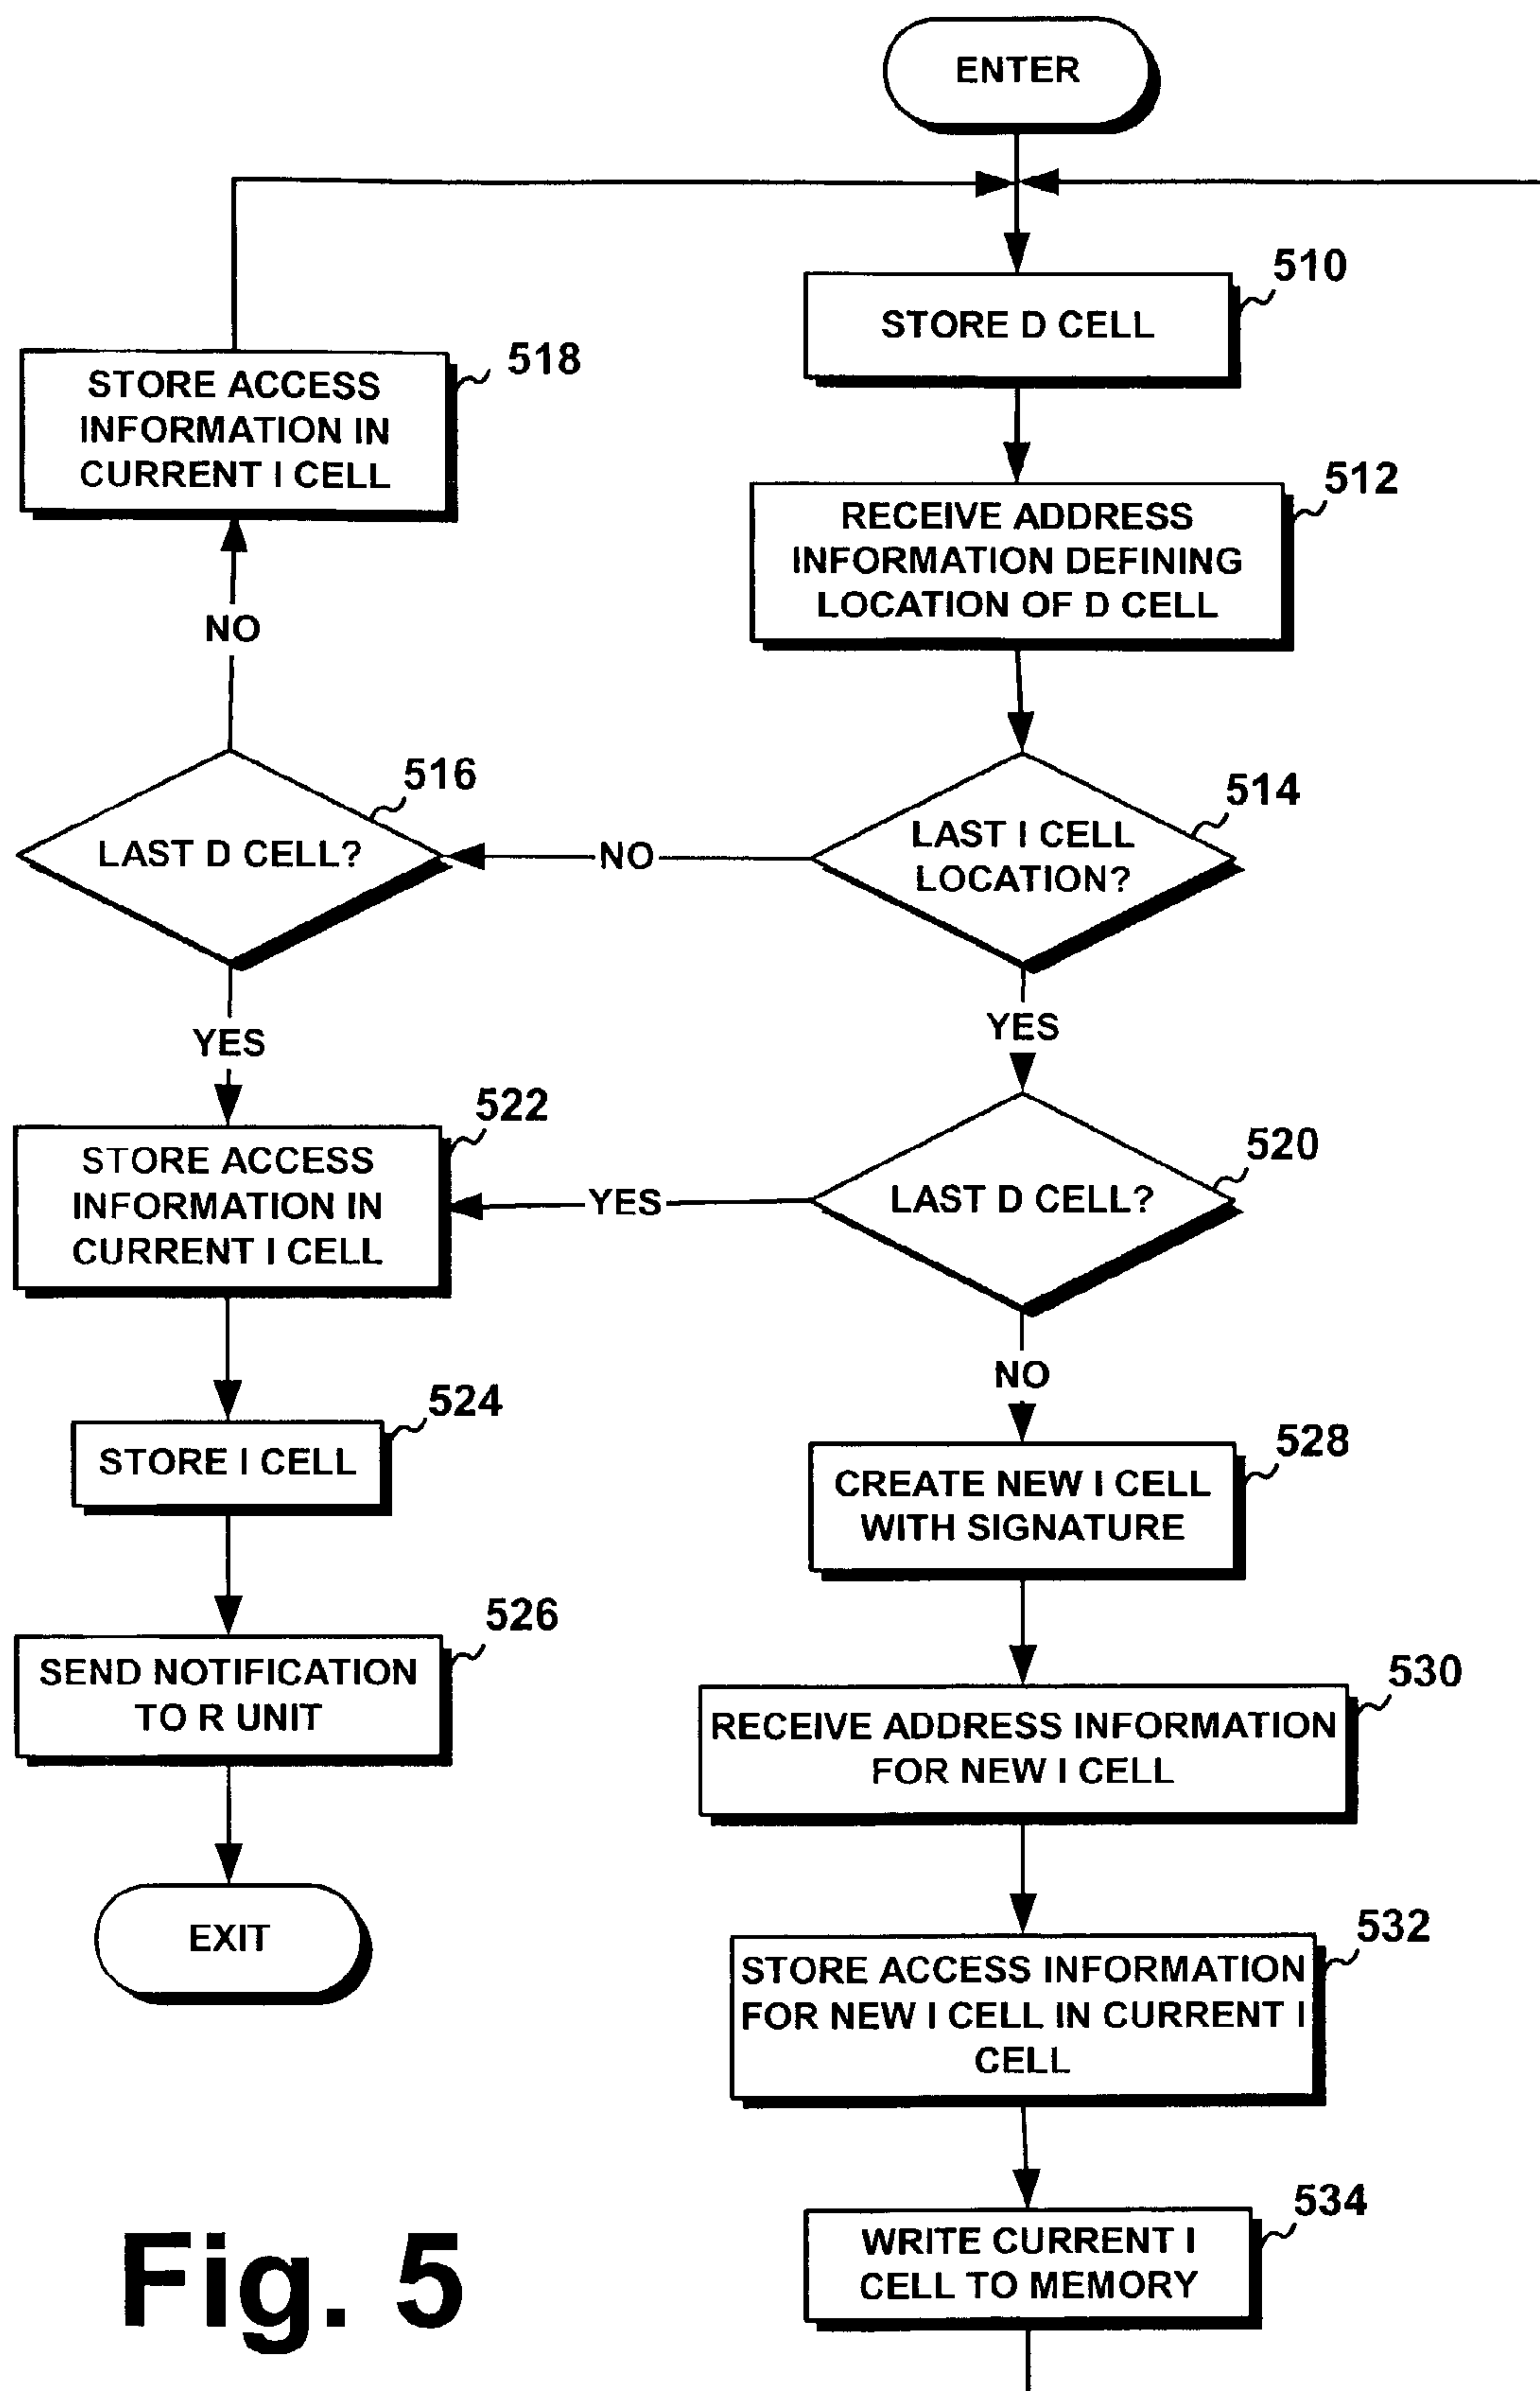 ENTER
510
STORE D CELL
518
STORE ACCESS
INFORMATION IN
CURRENT I CELL
512
RECEIVE ADDRESS
INFORMATION DEFINING
LOCATION OF D CELL
NO
516
LAST D CELL?
NO
514
LAST I CELL
LOCATION?
YES
YES
522
STORE ACCESS
INFORMATION IN
CURRENT I CELL
YES
520
LAST D CELL?
NO
524
STORE I CELL
528
CREATE NEW I CELL
WITH SIGNATURE
526
SEND NOTIFICATION
TO R UNIT
530
RECEIVE ADDRESS INFORMATION
FOR NEW I CELL
EXIT
532
STORE ACCESS INFORMATION
FOR NEW I CELL IN CURRENT I
CELL
534
WRITE CURRENT I
CELL TO MEMORY
Fig. 5